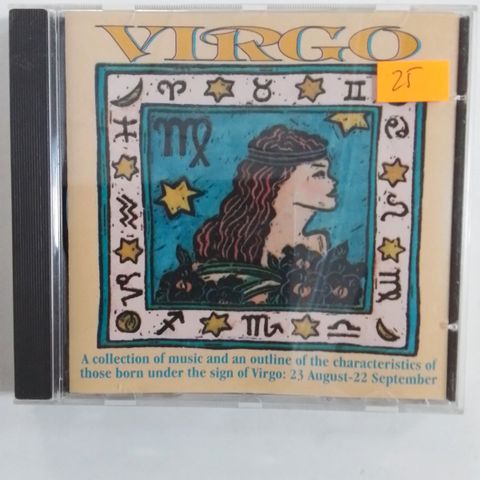 VIRGO
25
A collection of music and an outline of the characteristics of
those born under the sign of Virgo: 23 August-22 September